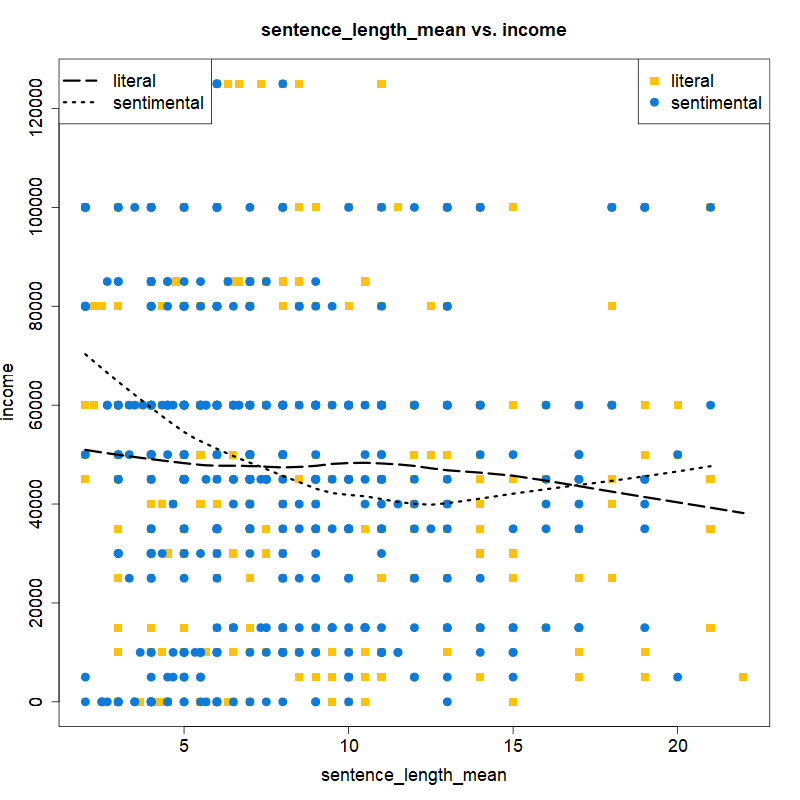 sentence_length_mean vs. income
literal
sentimental
literal
sentimental
income
120000
100000
80000
60000
40000
20000
0
5
10
15
20
sentence_length_mean